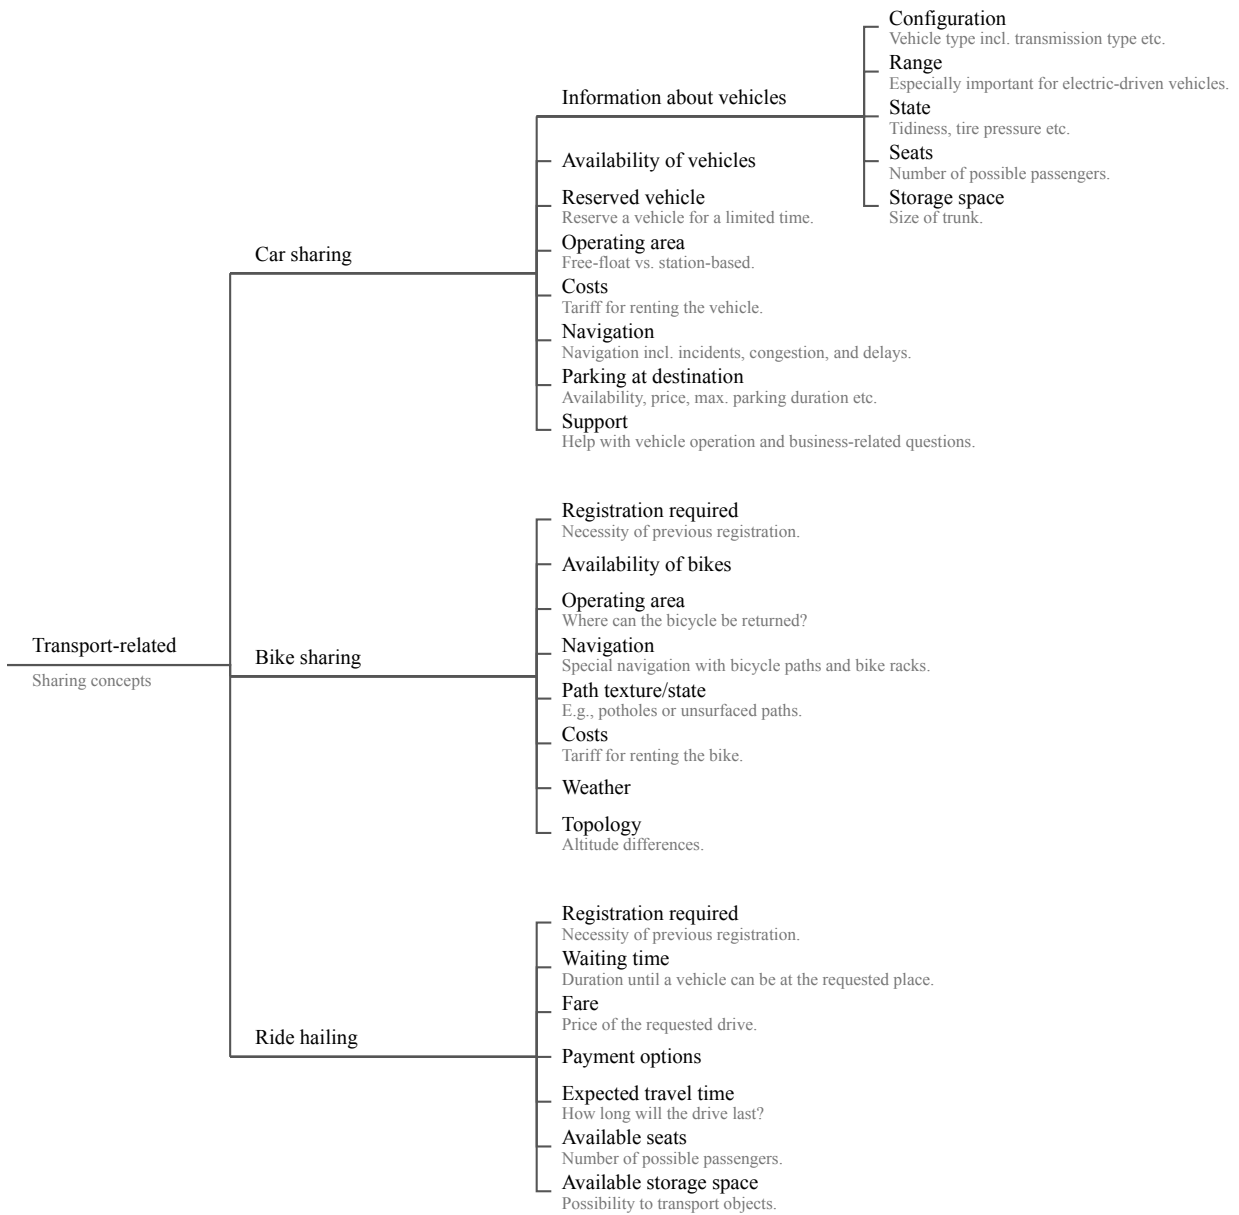 Transport-related
Sharing concepts
Car sharing
Information about vehicles
Configuration
Vehicle type incl. transmission type etc.
Range
Especially important for electric-driven vehicles.
State
Tidiness, tire pressure etc.
Seats
Number of possible passengers.
Storage space
Size of trunk.
Availability of vehicles
Reserved vehicle
Reserve a vehicle for a limited time.
Operating area
Free-float vs. station-based.
Costs
Tariff for renting the vehicle.
Navigation
Navigation incl. incidents, congestion, and delays.
Parking at destination
Availability, price, max. parking duration etc.
Support
Help with vehicle operation and business-related questions.
Bike sharing
Registration required
Necessity of previous registration.
Availability of bikes
Operating area
Where can the bicycle be returned?
Navigation
Special navigation with bicycle paths and bike racks.
Path texture/state
E.g., potholes or unsurfaced paths.
Costs
Tariff for renting the bike.
Weather
Topology
Altitude differences.
Ride hailing
Registration required
Necessity of previous registration.
Waiting time
Duration until a vehicle can be at the requested place.
Fare
Price of the requested drive.
Payment options
Expected travel time
How long will the drive last?
Available seats
Number of possible passengers.
Available storage space
Possibility to transport objects.